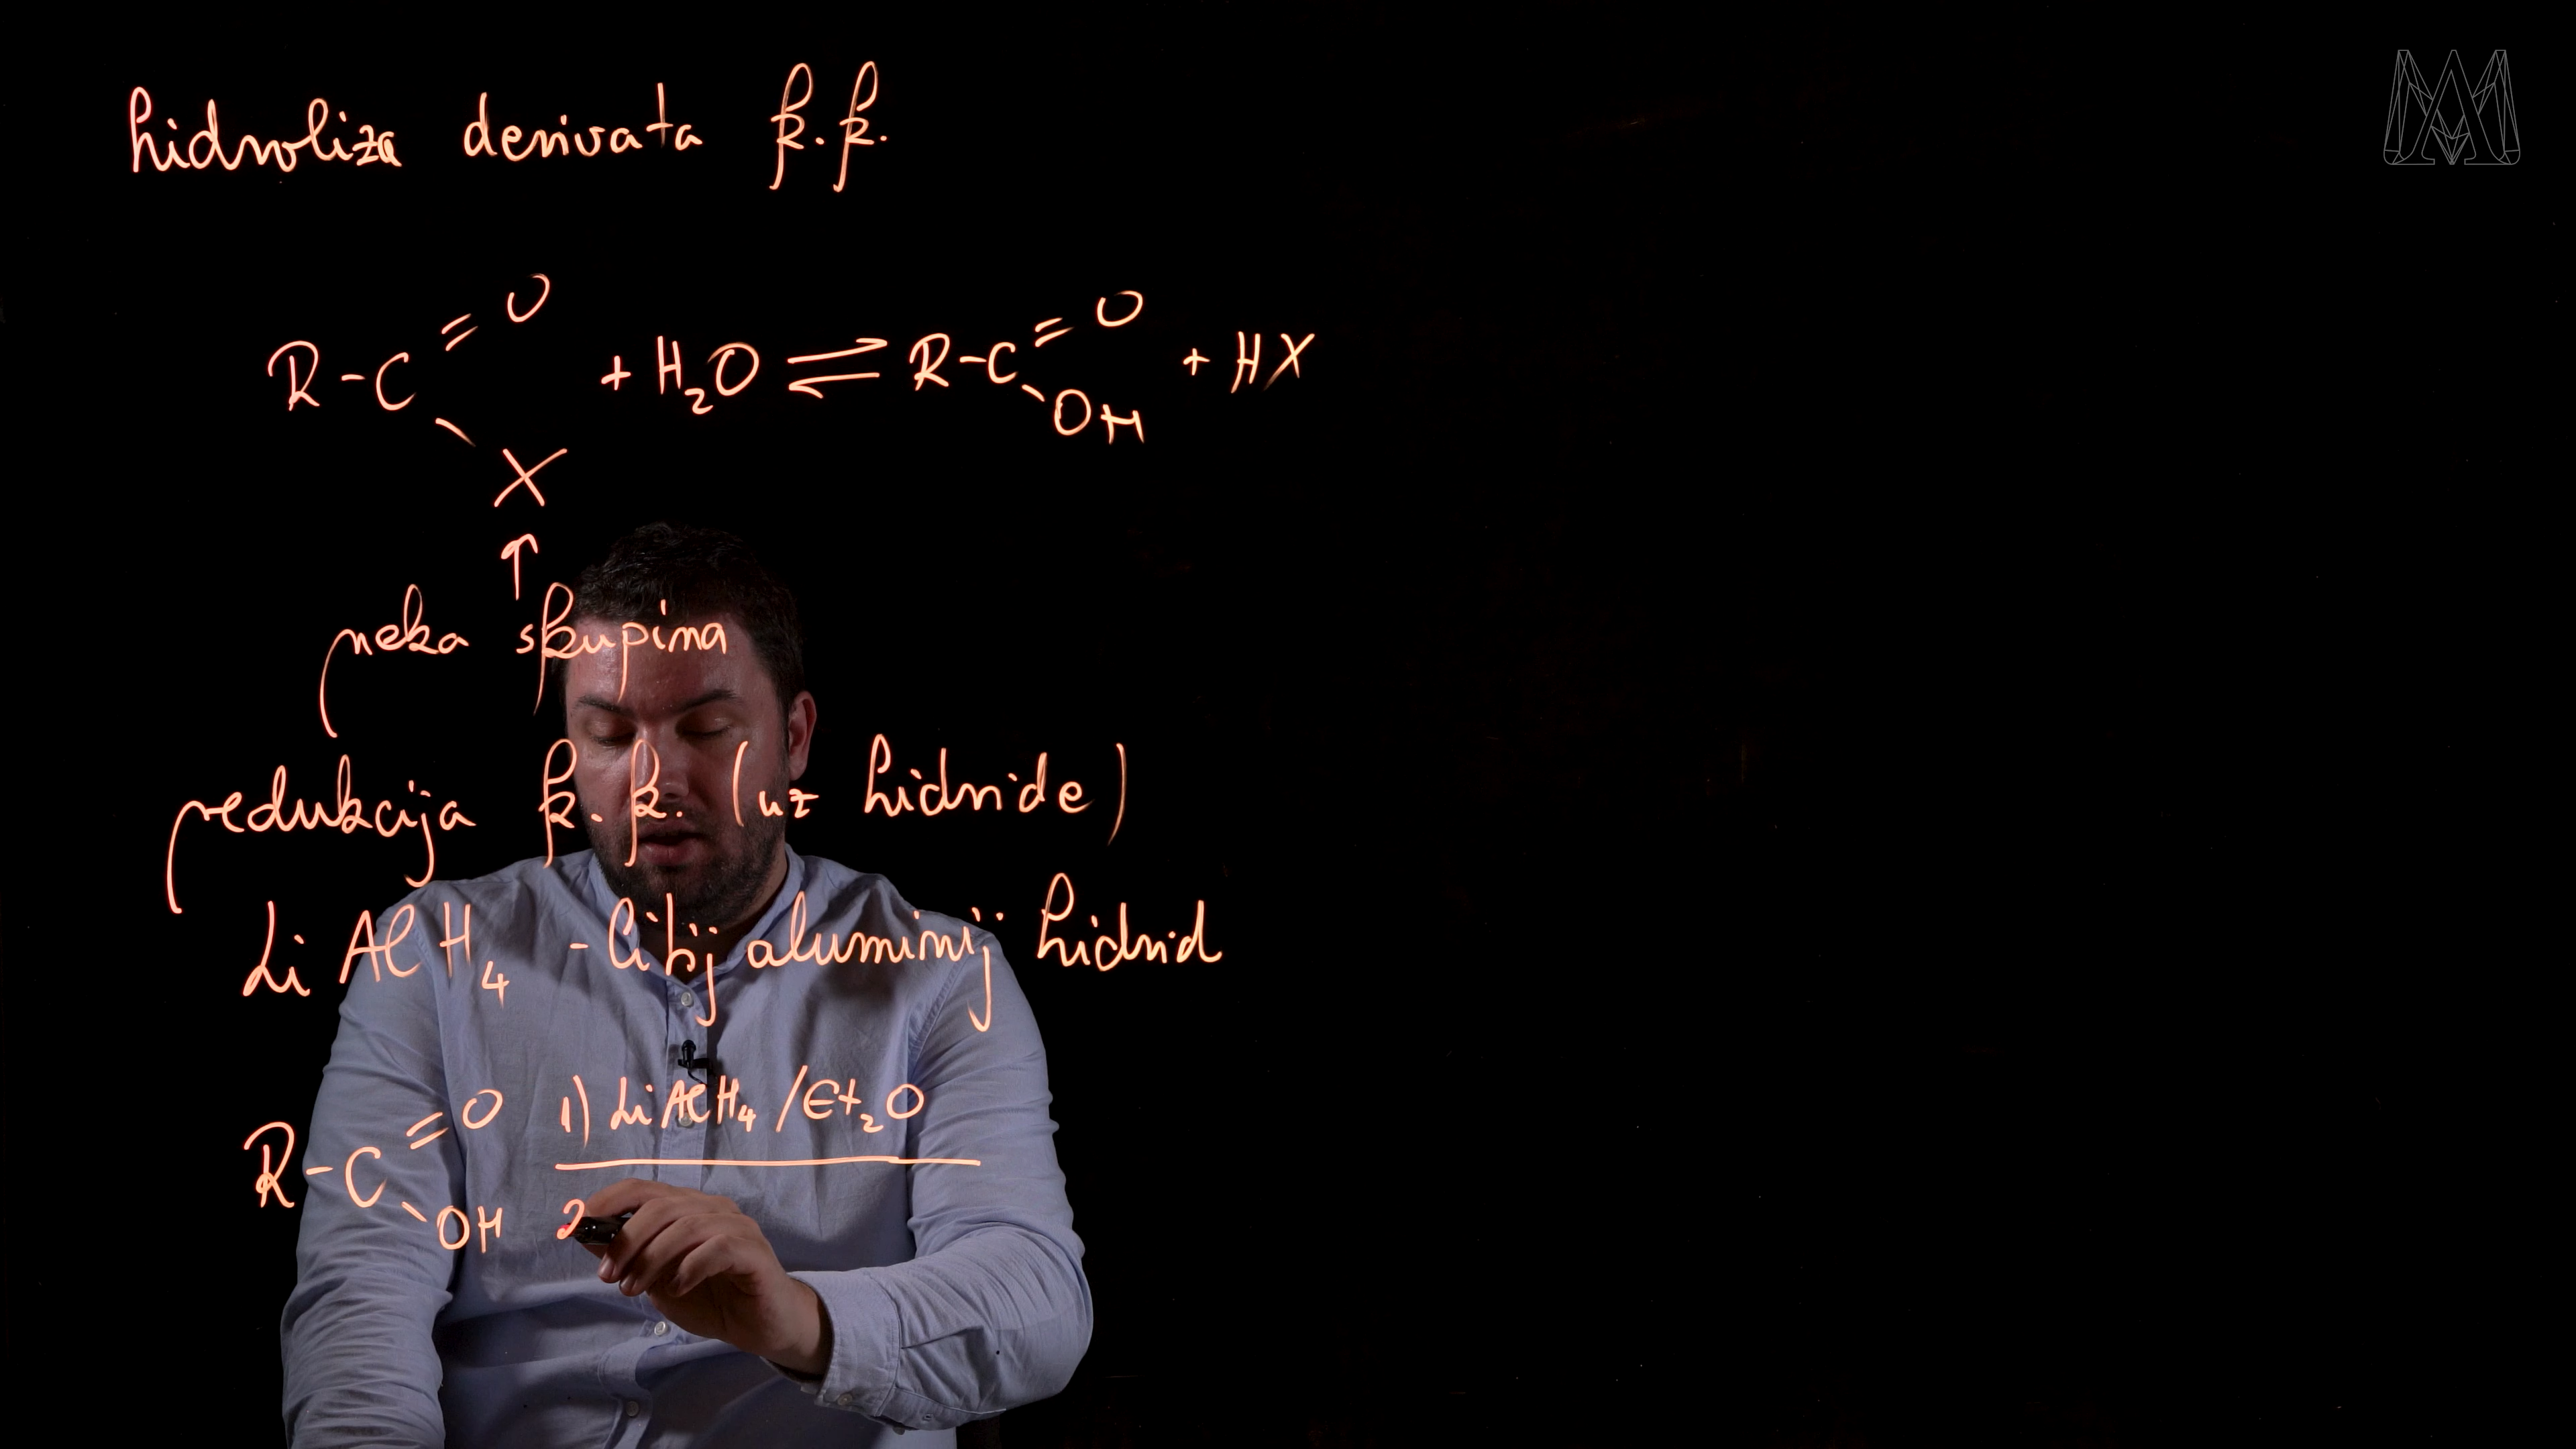 hidroliza derivata k.k.
R-C=O + H₂O ⇌ R-C=O + HX
X OH
↑
neka skupina
redukcija k.k. (uz hidride)
LiAlH₄ - litij aluminij hidrid
R-C=O 1) LiAlH₄/Et₂O
OH 2